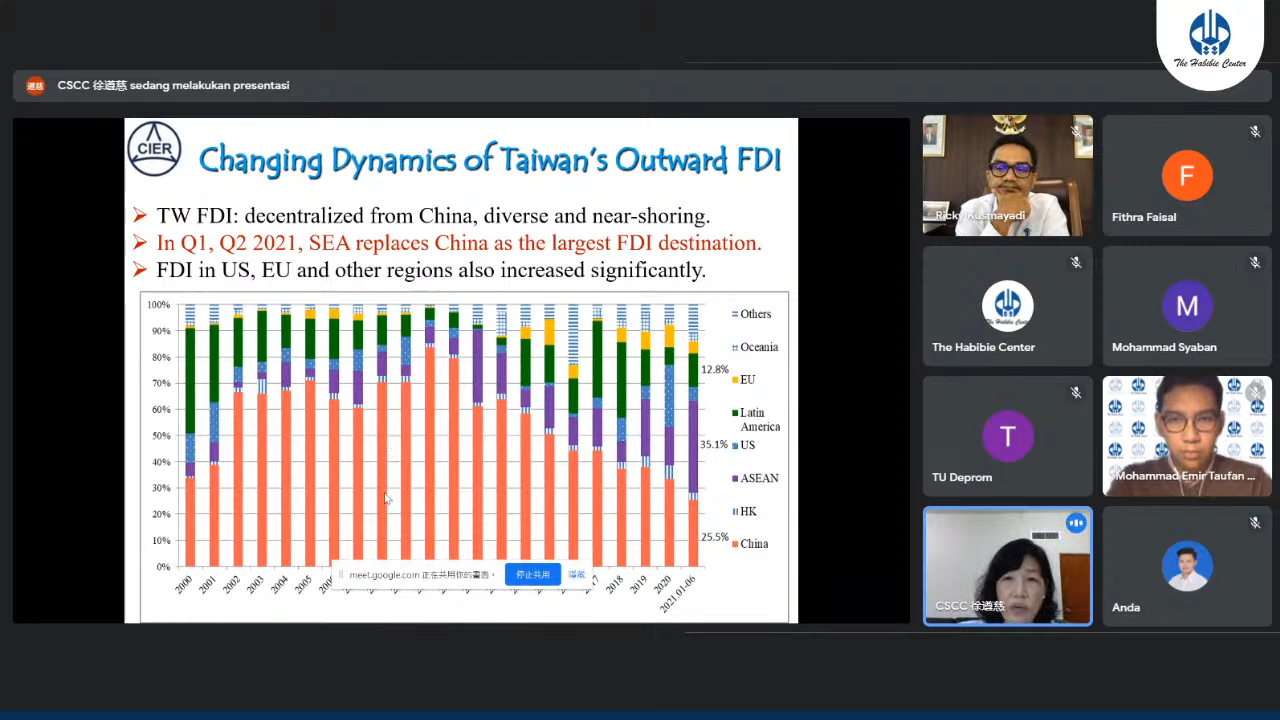 The Habibie Center
道慈
CSCC 徐遵慈 sedang melakukan presentasi
CIER
Changing Dynamics of Taiwan's Outward FDI
TW FDI: decentralized from China, diverse and near-shoring.
In Q1, Q2 2021, SEA replaces China as the largest FDI destination.
FDI in US, EU and other regions also increased significantly.
100%
90%
80%
70%
60%
50%
40%
30%
20%
10%
0%
2000
2001
2002
2003
2004
2005
2018
2019
2020
2021.01-06
12.8%
35.1%
25.5%
Others
Oceania
EU
Latin
America
US
ASEAN
HK
China
meet.google.com 正在共用你的畫面。
停止共用
隱藏
Ricky Kusmayadi
F
Fithra Faisal
The Habibie Center
The Habibie Center
M
Mohammad Syaban
T
TU Deprom
Mohammad Emir Taufan ...
CSCC 徐遵慈
Anda